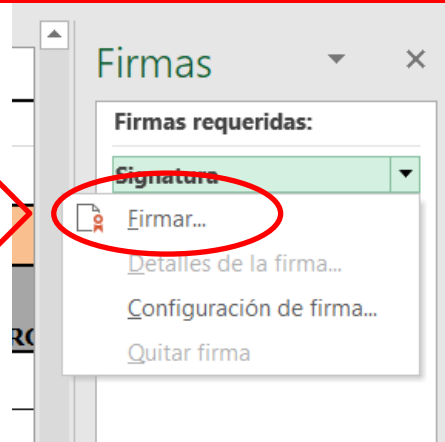 Firmas
Firmas requeridas:
Signatura
Firmar...
Detalles de la firma...
Configuración de firma...
Quitar firma